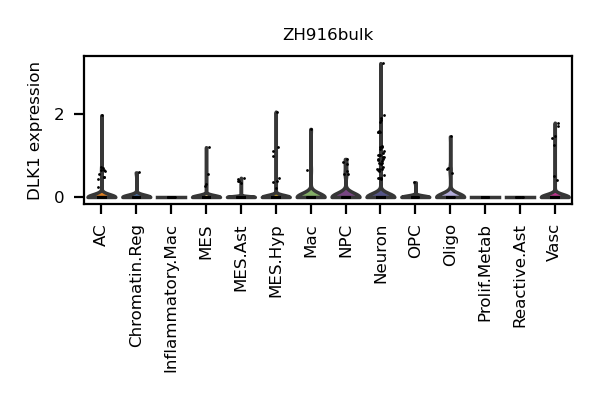 ZH916bulk
DLK1 expression
2
0
AC
Chromatin.Reg
Inflammatory.Mac
MES
MES.Ast
MES.Hyp
Mac
NPC
Neuron
OPC
Oligo
Prolif.Metab
Reactive.Ast
Vasc